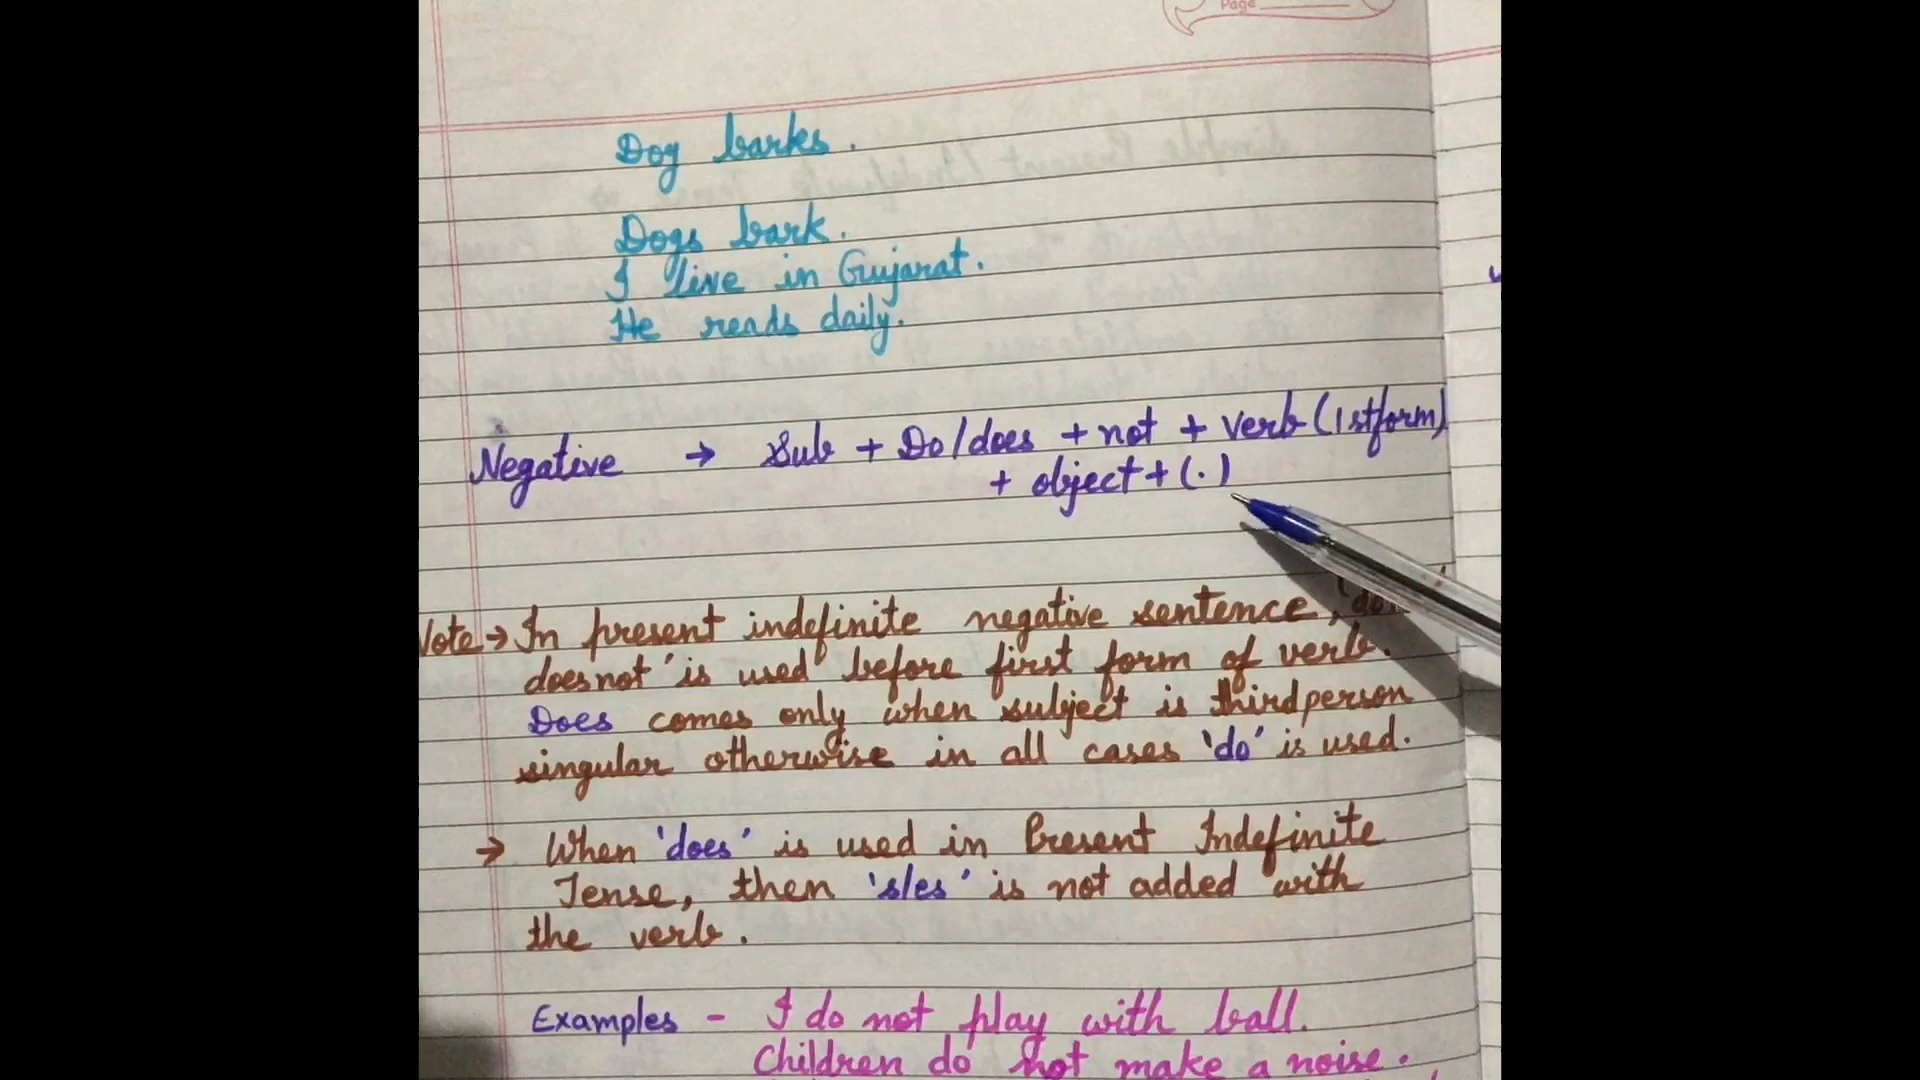 Page
Dog barks.
Dogs bark.
I live in Gujarat.
He reads daily.
Negative → Sub + Do/does + not + verb (1st form)
+ object + (.)
Note → In present indefinite negative sentence,
doesnot' is used before first form of verb.
Does comes only when subject is third person
singular otherwise in all cases 'do' is used.
→ When 'does' is used in Present Indefinite
Tense, then 's/es' is not added with
the verb.
Examples - I do not play with ball.
Children do not make a noise.